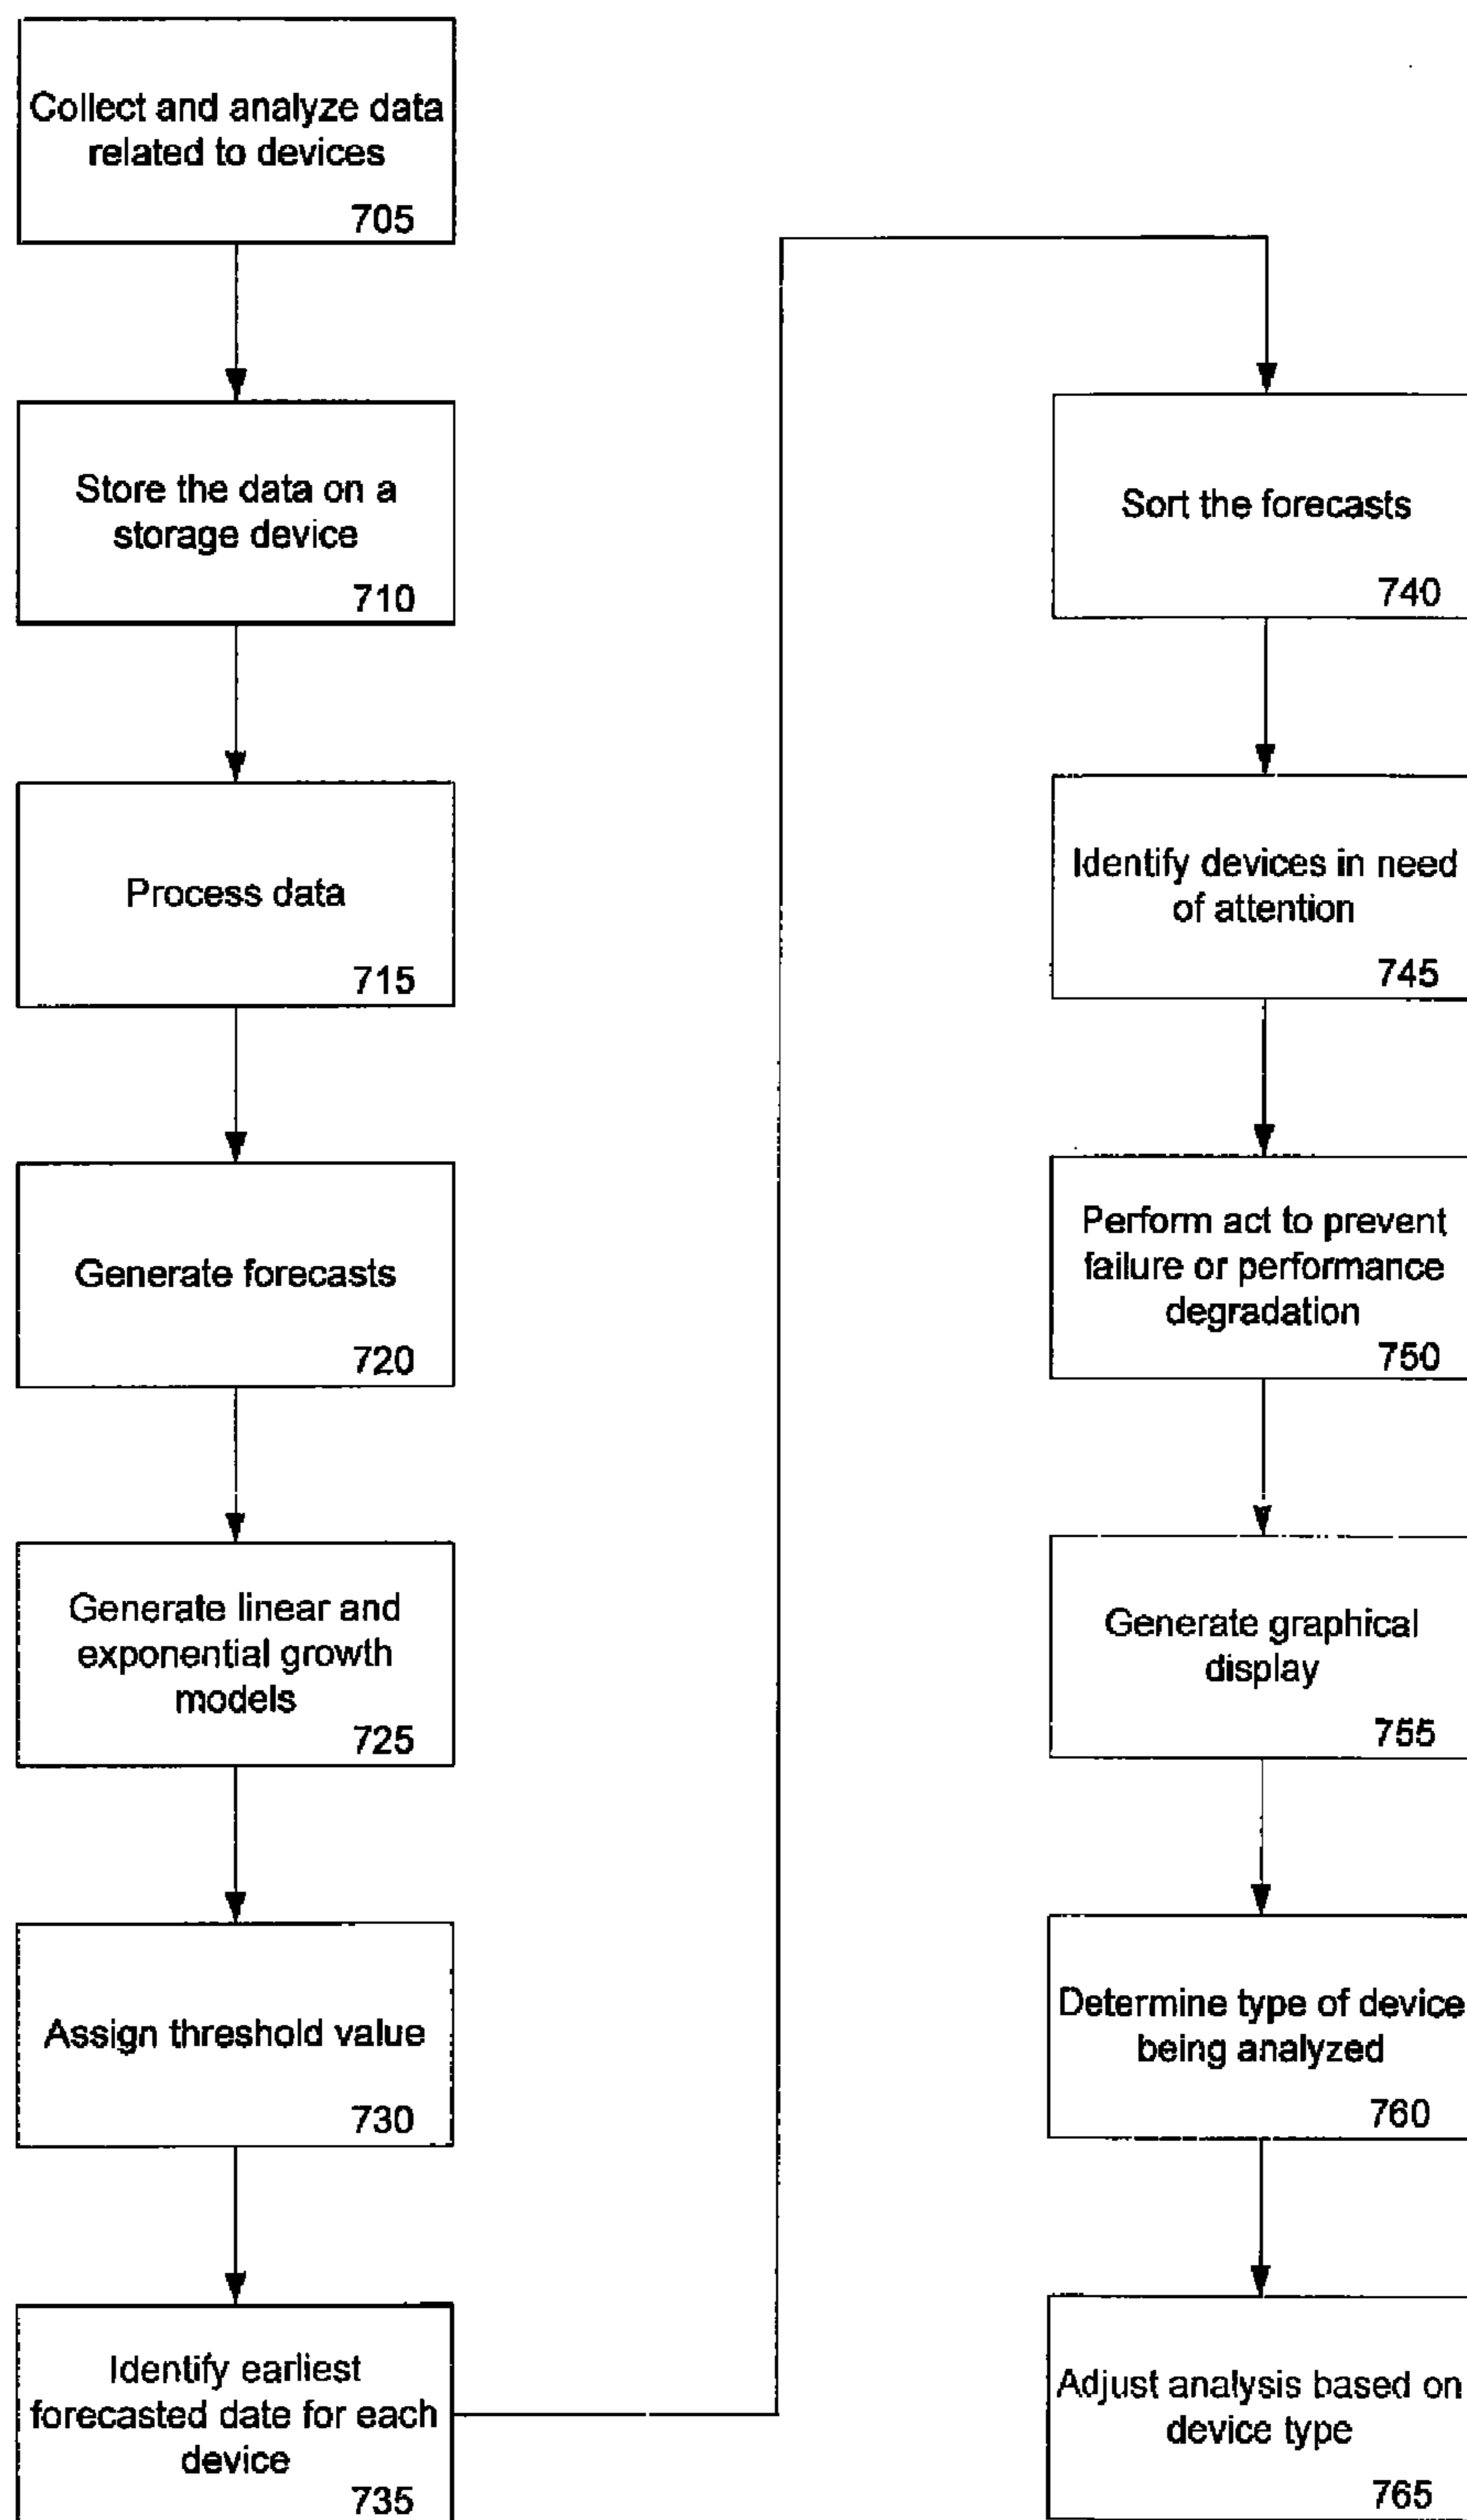 Collect and analyze data
related to devices
705
Store the data on a
storage device
710
Process data
715
Generate forecasts
720
Generate linear and
exponential growth
models
725
Assign threshold value
730
Identify earliest
forecasted date for each
device
735
Sort the forecasts
740
Identify devices in need
of attention
745
Perform act to prevent
failure or performance
degradation
750
Generate graphical
display
755
Determine type of device
being analyzed
760
Adjust analysis based on
device type
765